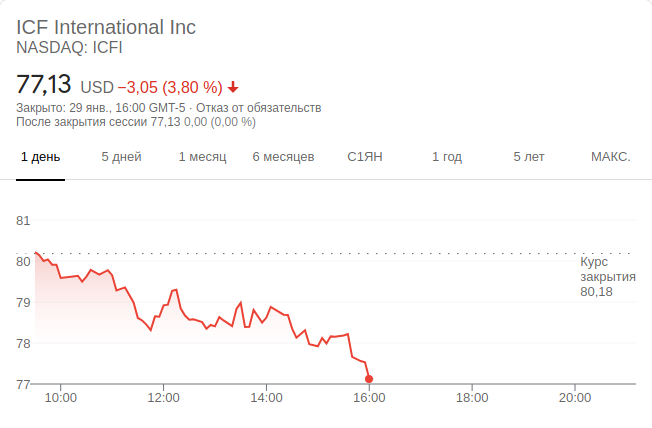 ICF International Inc
NASDAQ: ICFI
77,13 USD −3,05 (3,80 %)
Закрыто: 29 янв., 16:00 GMT-5 · Отказ от обязательств
После закрытия сессии 77,13 0,00 (0,00 %)
1 день 5 дней 1 месяц 6 месяцев С1ЯН 1 год 5 лет МАКС.
81
80
79
78
77
Курс
закрытия
80,18
10:00 12:00 14:00 16:00 18:00 20:00